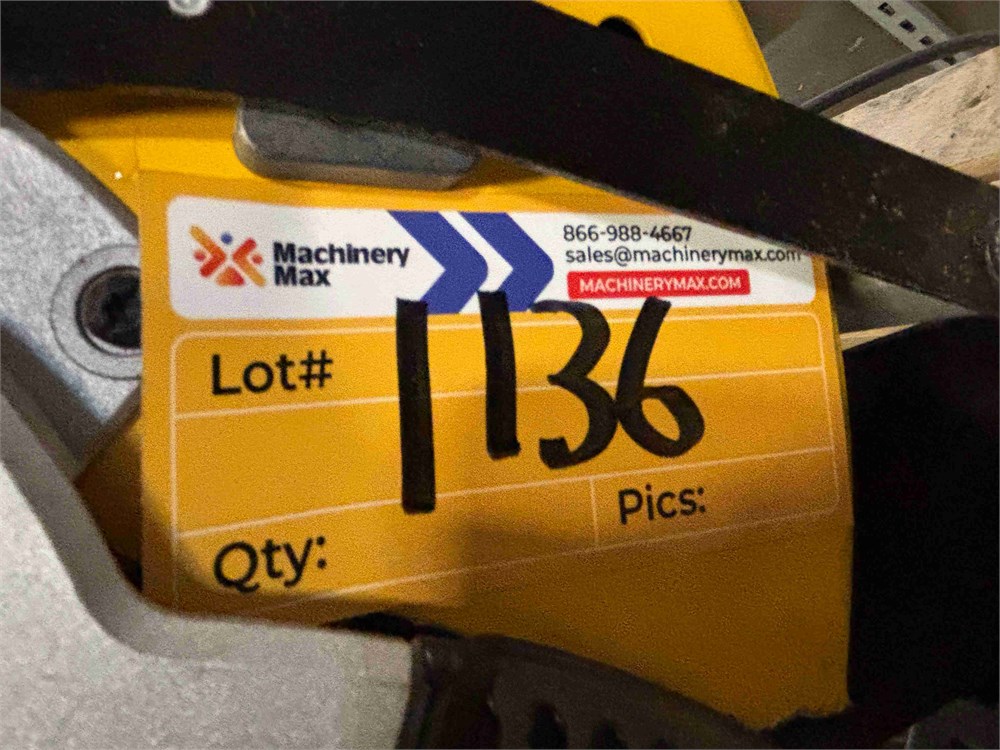 Machinery
Max
866-988-4667
sales@machinerymax.com
MACHINERYMAX.COM
Lot# 1136
Pics:
Qty: